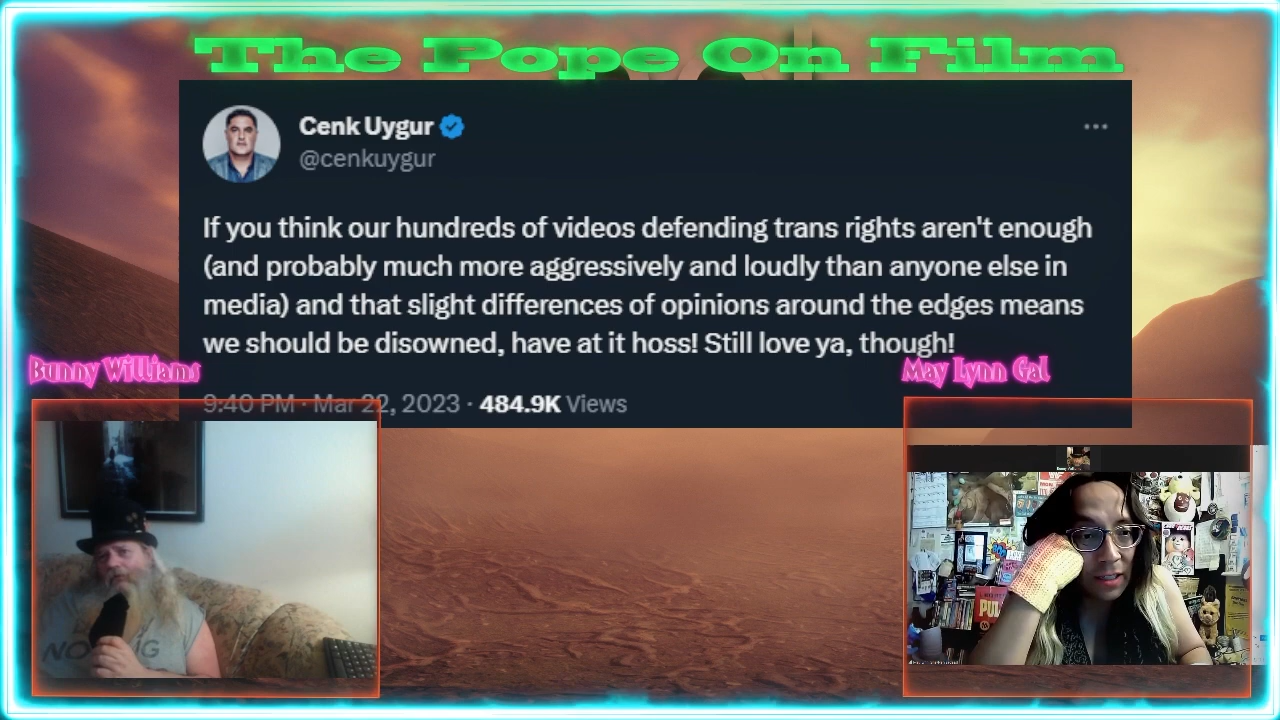 The Pope On Film
Cenk Uygur
@cenkuygur
If you think our hundreds of videos defending trans rights aren't enough
(and probably much more aggressively and loudly than anyone else in
media) and that slight differences of opinions around the edges means
we should be disowned, have at it hoss! Still love ya, though!
9:40 PM · Mar 22, 2023 · 484.9K Views
Bunny Williams
May Lynn Gal